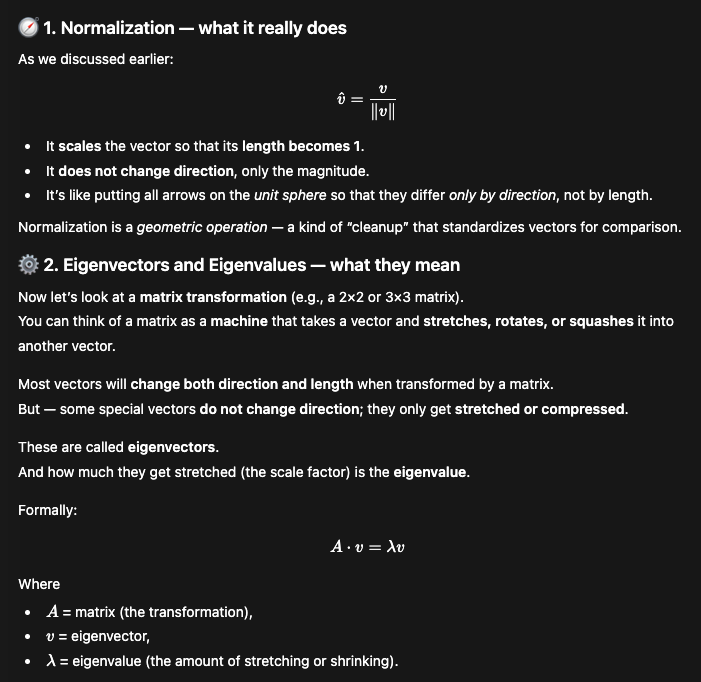 🧭 1. Normalization — what it really does
As we discussed earlier:
v̂ = v / ‖v‖
• It scales the vector so that its length becomes 1.
• It does not change direction, only the magnitude.
• It’s like putting all arrows on the unit sphere so that they differ only by direction, not by length.
Normalization is a geometric operation — a kind of “cleanup” that standardizes vectors for comparison.
⚙️ 2. Eigenvectors and Eigenvalues — what they mean
Now let’s look at a matrix transformation (e.g., a 2×2 or 3×3 matrix).
You can think of a matrix as a machine that takes a vector and stretches, rotates, or squashes it into
another vector.
Most vectors will change both direction and length when transformed by a matrix.
But — some special vectors do not change direction; they only get stretched or compressed.
These are called eigenvectors.
And how much they get stretched (the scale factor) is the eigenvalue.
Formally:
A · v = λv
Where
• A = matrix (the transformation),
• v = eigenvector,
• λ = eigenvalue (the amount of stretching or shrinking).